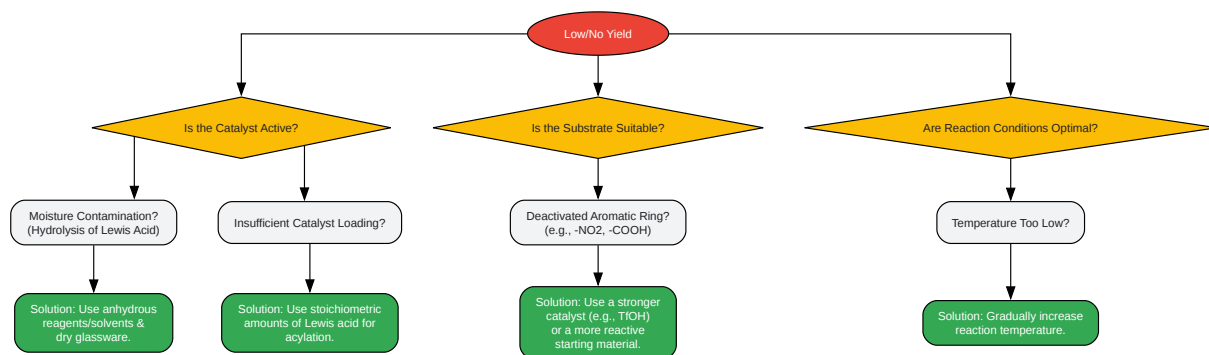 Low/No Yield
Is the Catalyst Active?
Is the Substrate Suitable?
Are Reaction Conditions Optimal?
Moisture Contamination?
(Hydrolysis of Lewis Acid)
Insufficient Catalyst Loading?
Deactivated Aromatic Ring?
(e.g., -NO2, -COOH)
Temperature Too Low?
Solution: Use anhydrous
reagents/solvents &
dry glassware.
Solution: Use stoichiometric
amounts of Lewis acid for
acylation.
Solution: Use a stronger
catalyst (e.g., TfOH)
or a more reactive
starting material.
Solution: Gradually increase
reaction temperature.